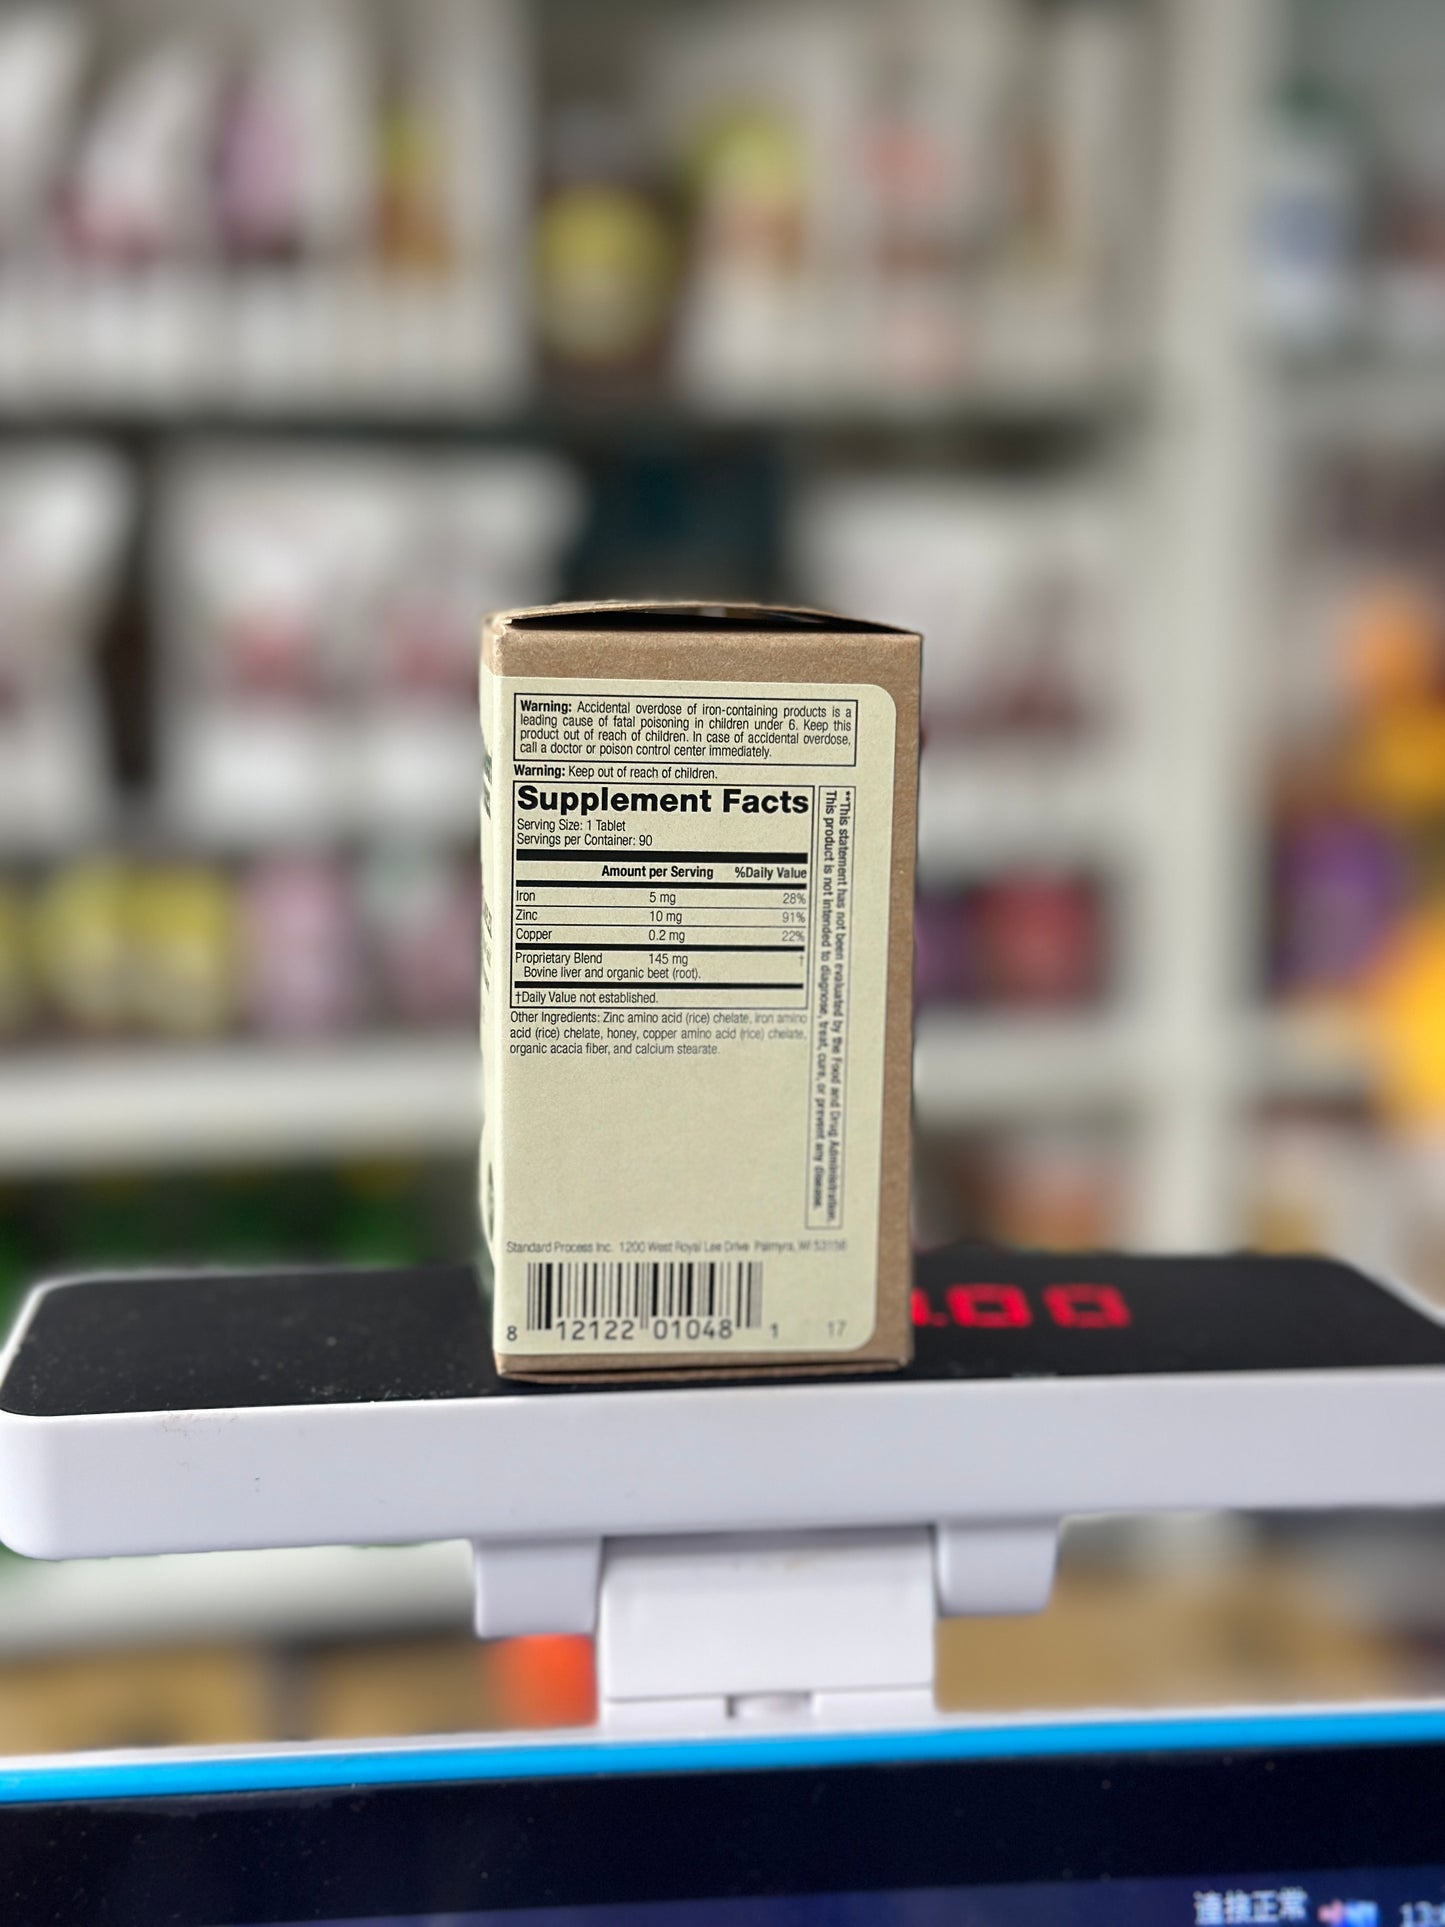 Warning: Accidental overdose of iron-containing products is a
leading cause of fatal poisoning in children under 6. Keep this
product out of reach of children. In case of accidental overdose,
call a doctor or poison control center immediately.
Warning: Keep out of reach of children.
Supplement Facts
Serving Size: 1 Tablet
Servings per Container: 90
Amount per Serving %Daily Value
Iron 5 mg 28%
Zinc 10 mg 91%
Copper 0.2 mg 22%
Proprietary Blend 145 mg †
Bovine liver and organic beet (root).
†Daily Value not established.
Other Ingredients: Zinc amino acid (rice) chelate, iron amino
acid (rice) chelate, honey, copper amino acid (rice) chelate,
organic acacia fiber, and calcium stearate.
**This statement has not been evaluated by the Food and Drug Administration.
This product is not intended to diagnose, treat, cure, or prevent any disease.
Standard Process Inc. 1200 West Royal Lee Drive Palmyra, WI 53156
8 12122 01048 1 17
.00
连接正常